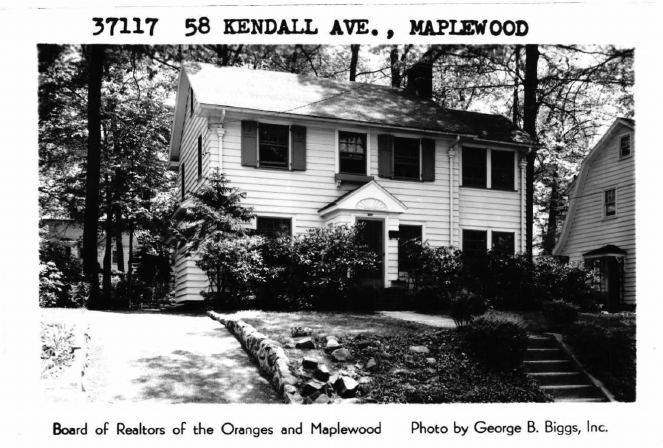 37117 58 KENDALL AVE., MAPLEWOOD
Board of Realtors of the Oranges and Maplewood Photo by George B. Biggs, Inc.